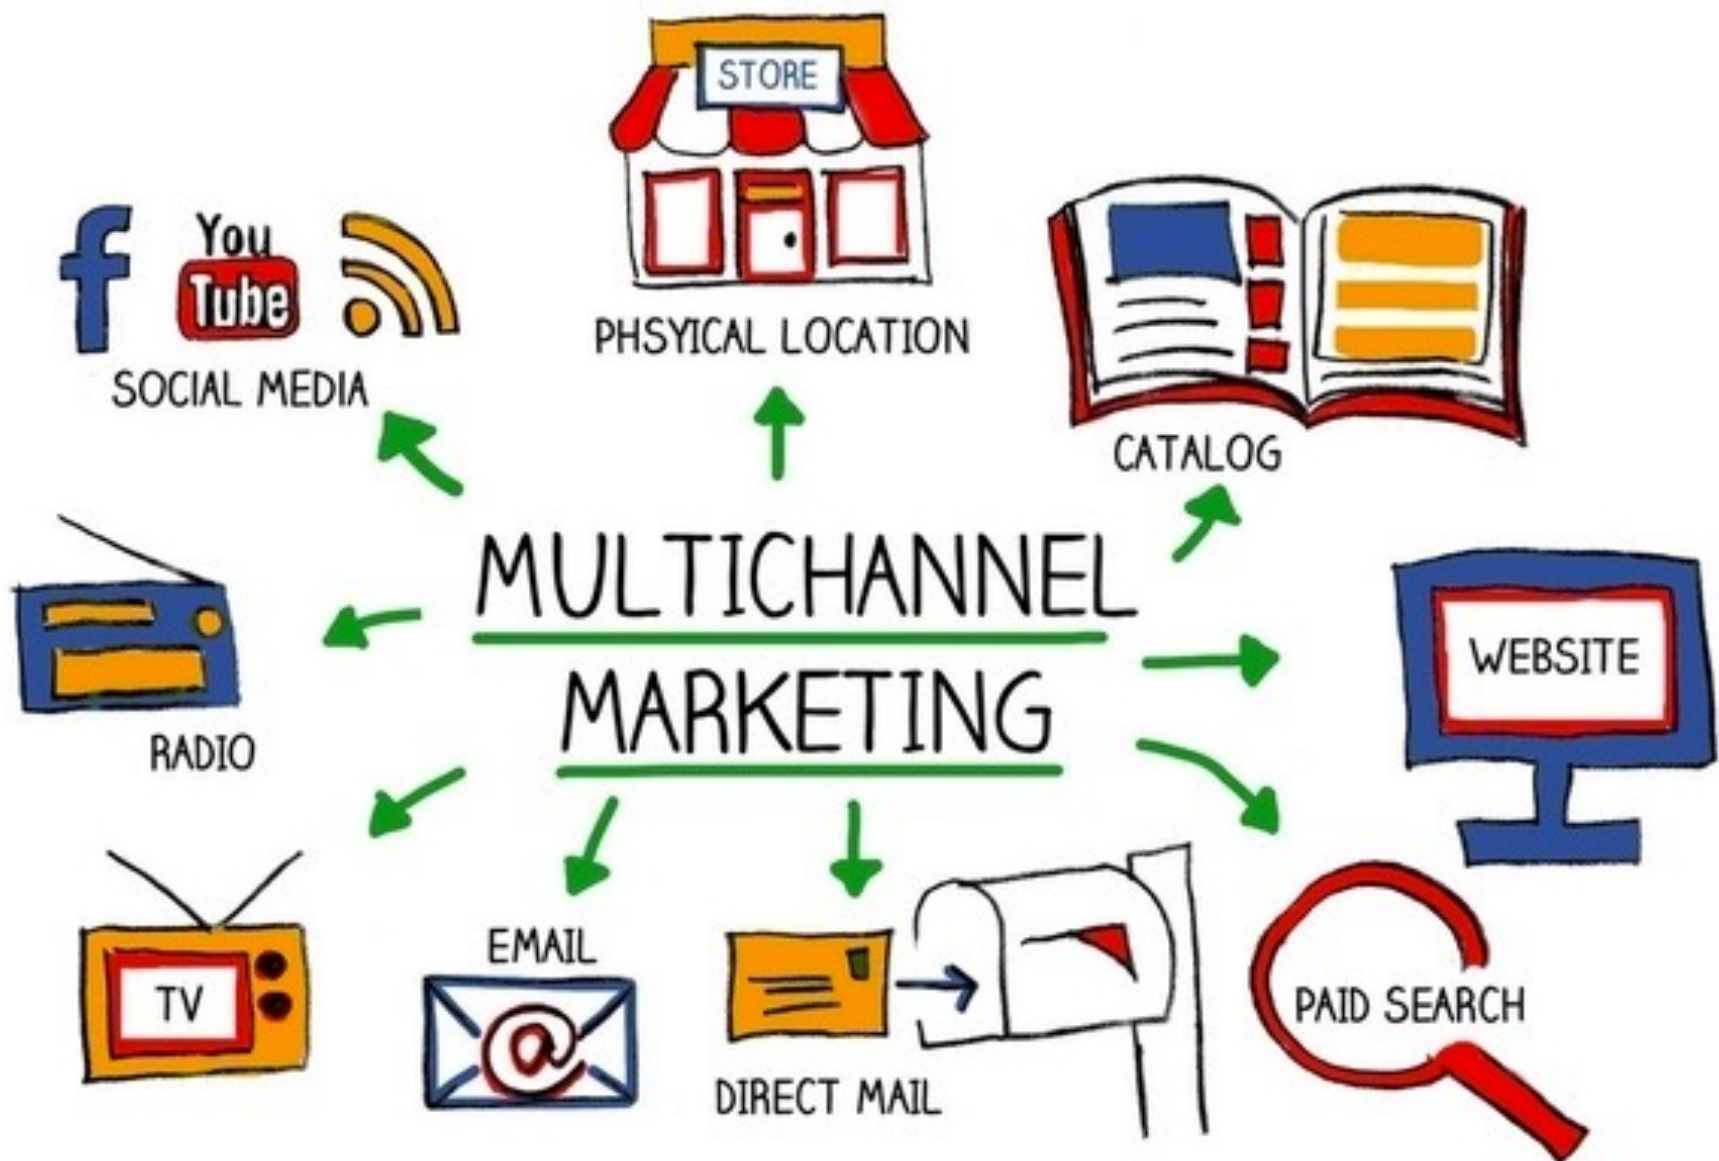 STORE
You
Tube
PHSYICAL LOCATION
SOCIAL MEDIA
CATALOG
MULTICHANNEL
MARKETING
WEBSITE
RADIO
TV
EMAIL
@
DIRECT MAIL
PAID SEARCH